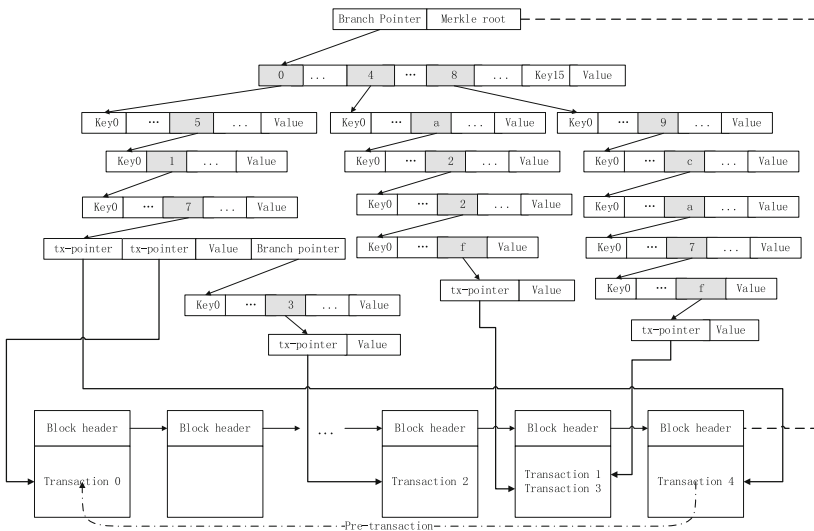 Branch Pointer Merkle root
0 ... 4 ... 8 ... Key15 Value
Key0 ... 5 ... Value Key0 ... a ... Value Key0 ... 9 ... Value
Key0 1 ... Value Key0 ... 2 ... Value Key0 ... c ... Value
Key0 ... 7 ... Value Key0 ... 2 ... Value Key0 ... a ... Value
tx-pointer tx-pointer Value Branch pointer Key0 ... f Value Key0 ... 7 ... Value
Key0 ... 3 ... Value tx-pointer Value Key0 ... f Value
tx-pointer Value tx-pointer Value
Block header Block header ... Block header Block header Block header
Transaction 0 Transaction 2 Transaction 1 Transaction 4
Transaction 3
Pre-transaction